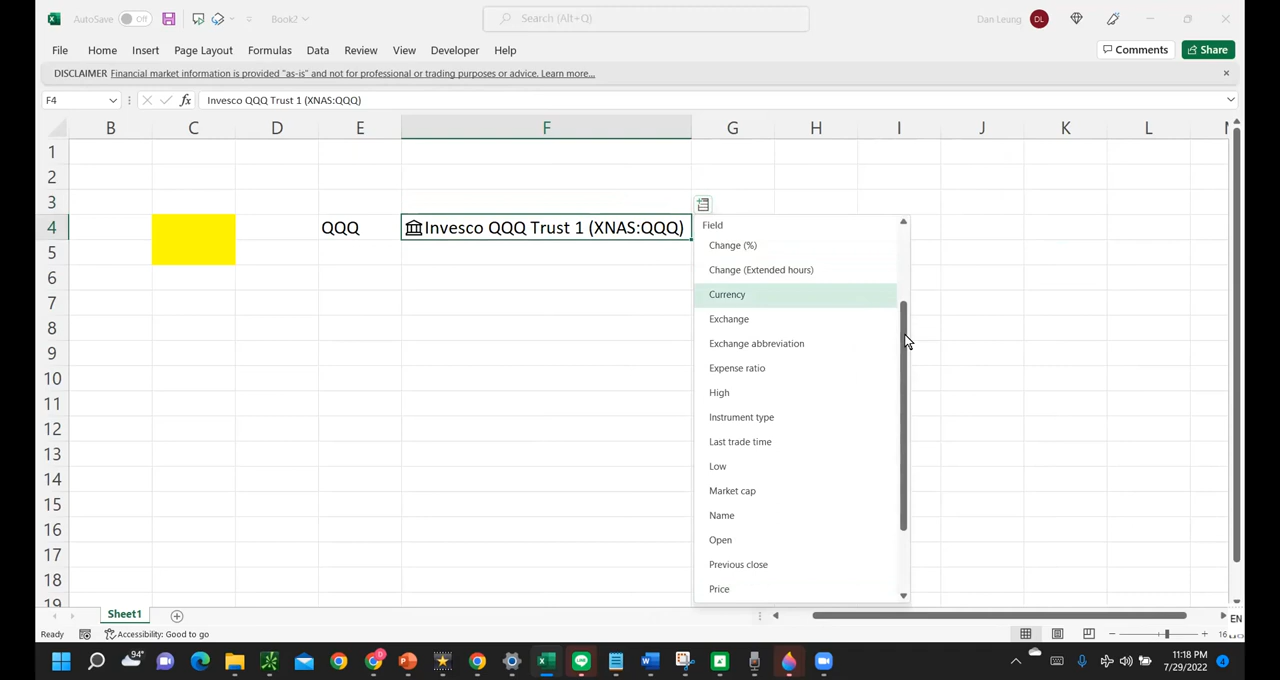 AutoSave Off Book2 Search (Alt+Q) Dan Leung DL
File Home Insert Page Layout Formulas Data Review View Developer Help Comments Share
DISCLAIMER Financial market information is provided "as-is" and not for professional or trading purposes or advice. Learn more...
F4 fx Invesco QQQ Trust 1 (XNAS:QQQ)
B C D E F G H I J K L
1
2
3
4 QQQ Invesco QQQ Trust 1 (XNAS:QQQ) Field
5 Change (%)
6 Change (Extended hours)
7 Currency
8 Exchange
9 Exchange abbreviation
10 Expense ratio
11 High
12 Instrument type
13 Last trade time
14 Low
15 Market cap
16 Name
17 Open
18 Previous close
19 Price
Sheet1 EN
Ready Accessibility: Good to go
94° 11:18 PM
7/29/2022 4